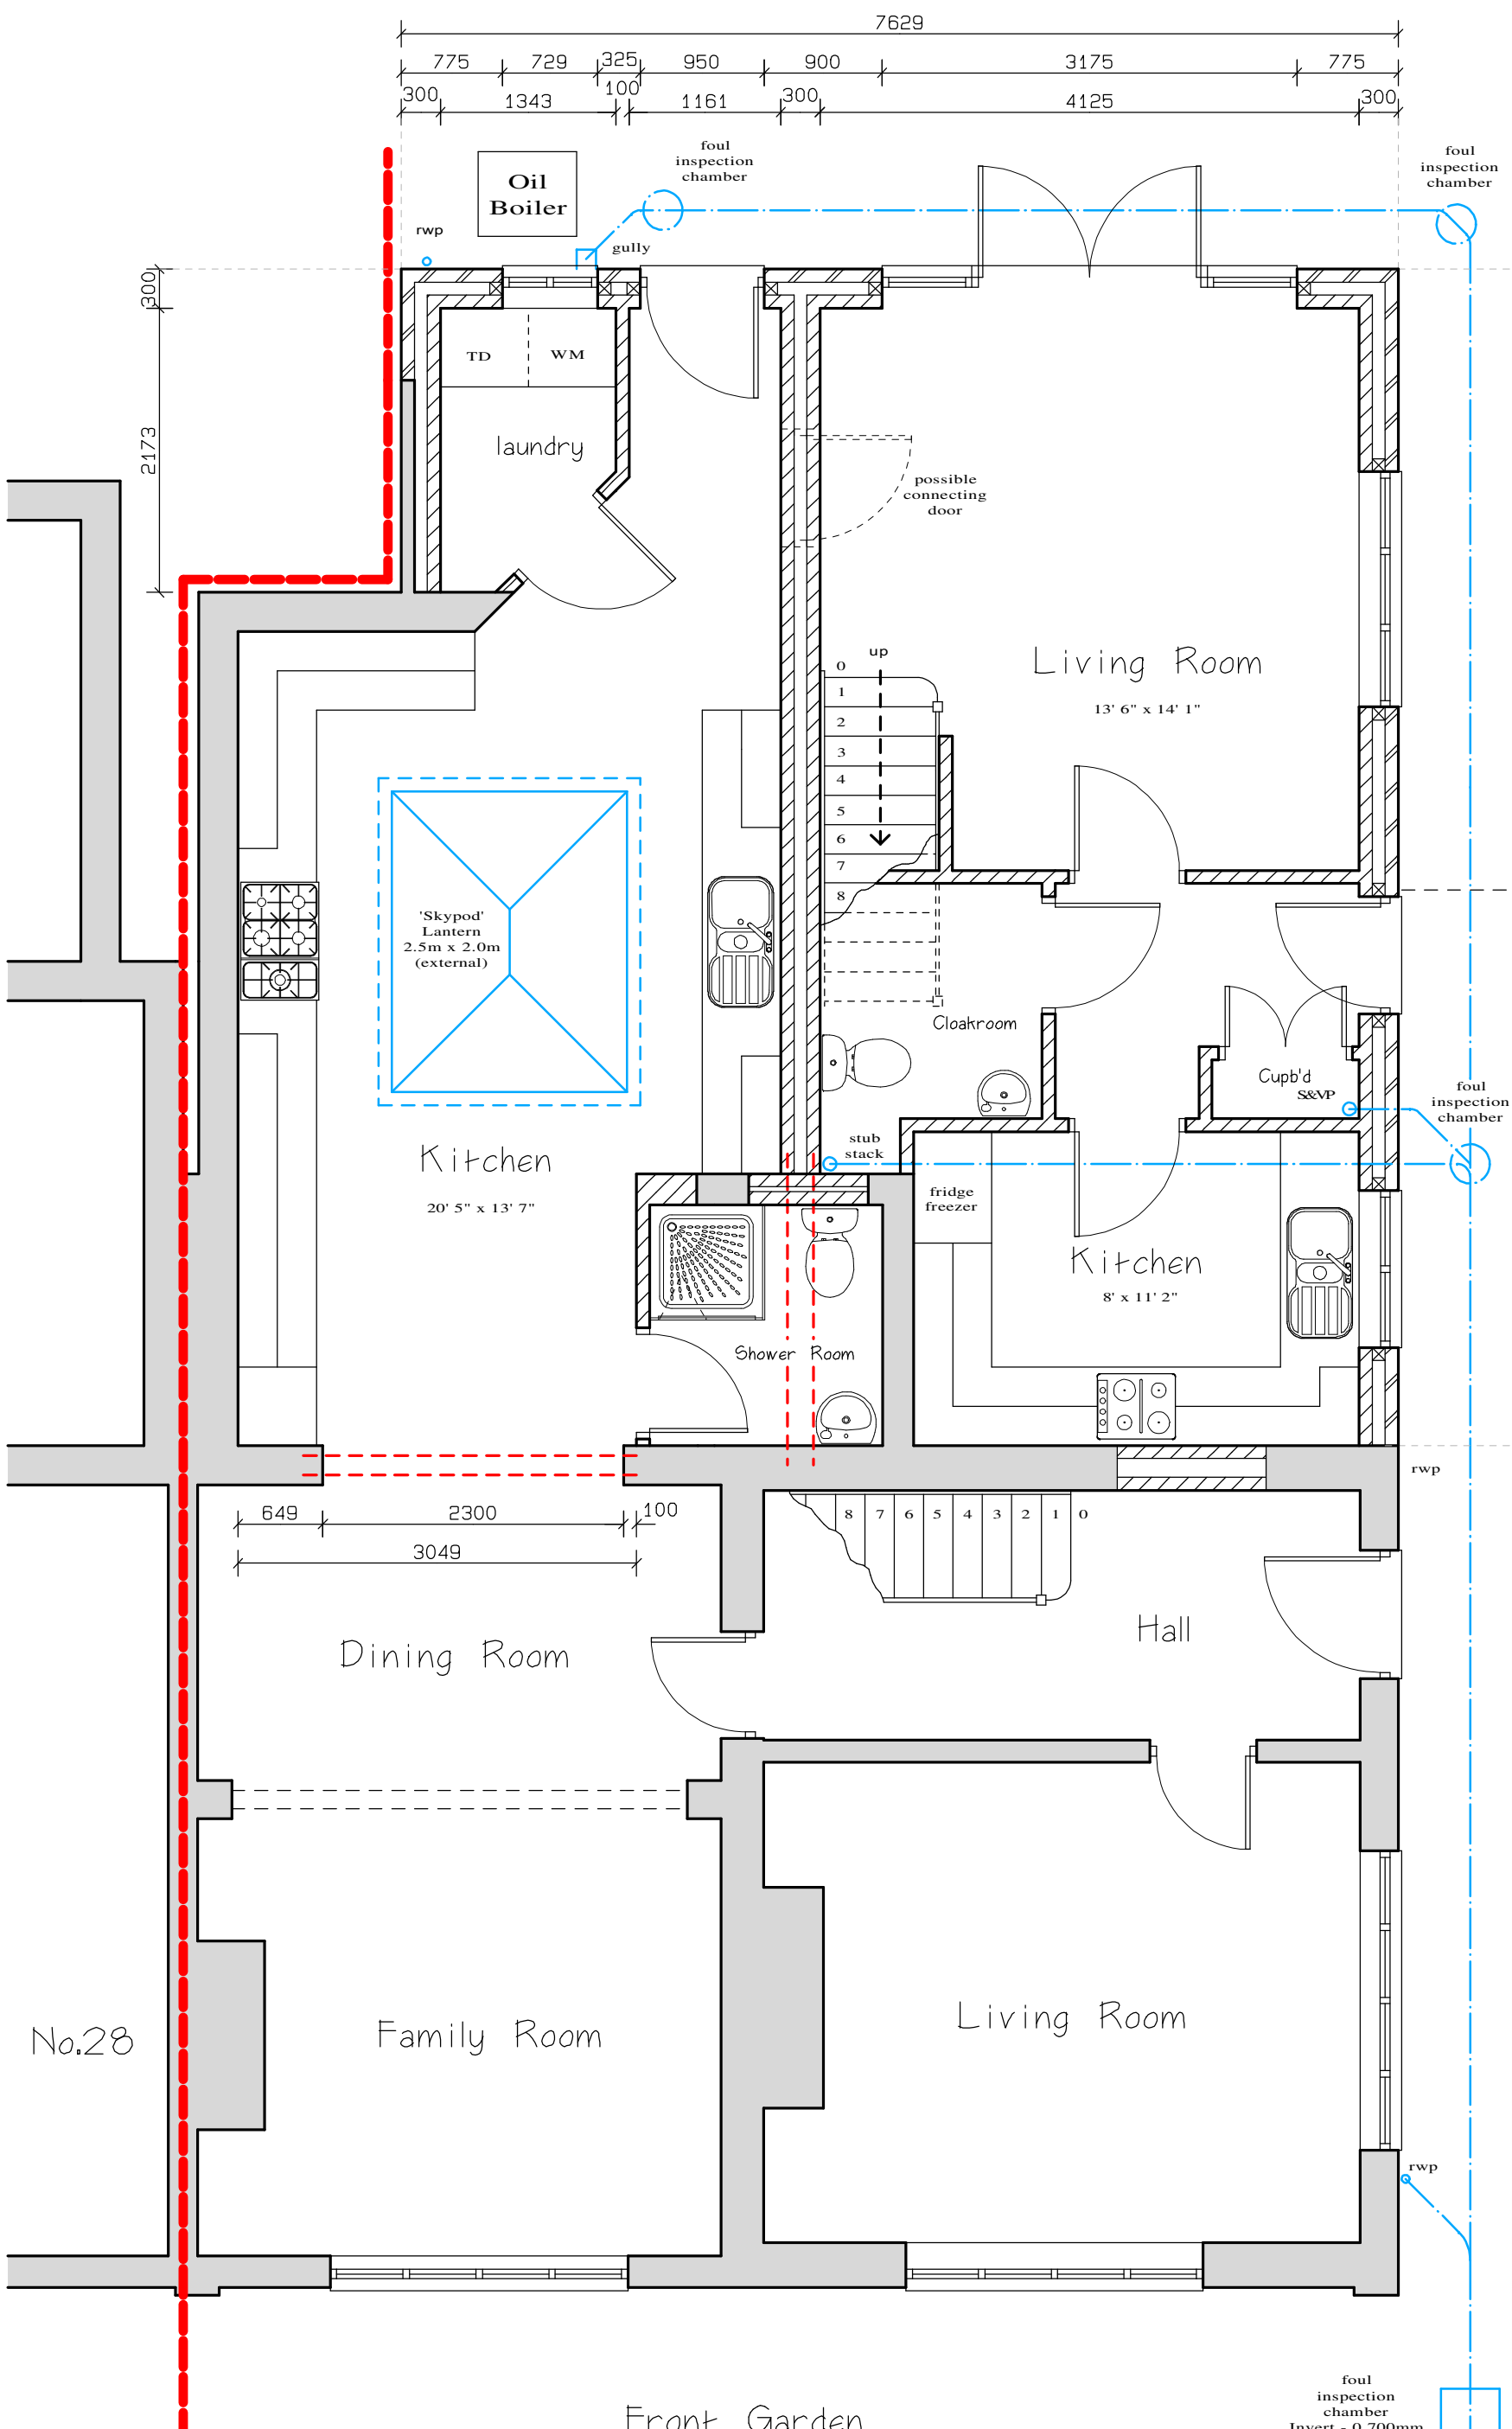 7629
775 729 325 950 900 3175 775
300 1343 100 1161 300 4125 300
foul
inspection
chamber
foul
inspection
chamber
Oil
Boiler
rwp
gully
300
2173
TD WM
laundry
possible
connecting
door
up
0
1
2
3
4
5
6
7
8
Living Room
13' 6" x 14' 1"
'Skypod'
Lantern
2.5m x 2.0m
(external)
Cloakroom
Cupb'd
S&VP
foul
inspection
chamber
stub
stack
Kitchen
20' 5" x 13' 7"
fridge
freezer
Kitchen
8' x 11' 2"
Shower Room
rwp
649 2300 100
3049
8 7 6 5 4 3 2 1 0
Dining Room
Hall
No.28
Family Room
Living Room
rwp
foul
inspection
chamber
Invert - 0.700mm
Front Garden